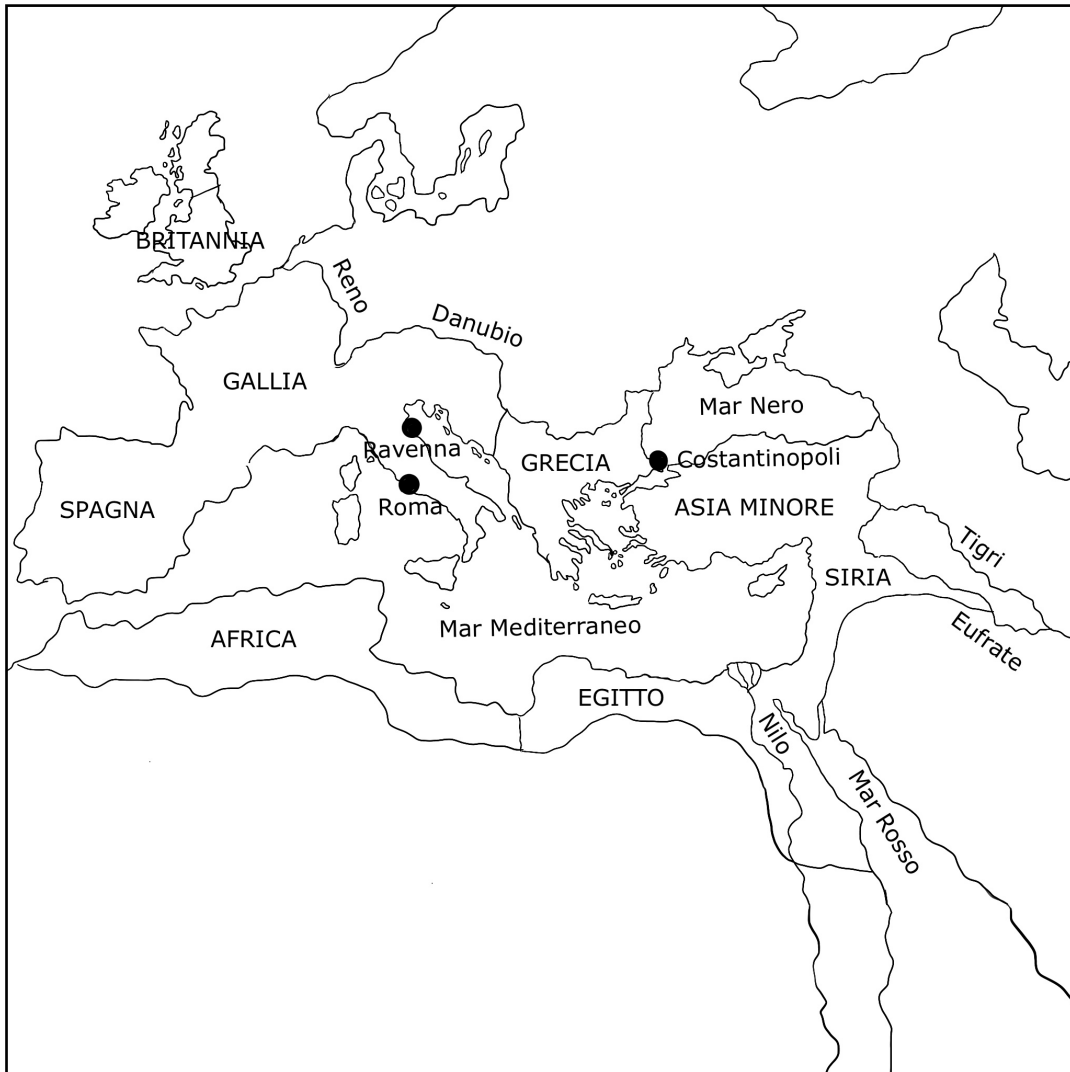 BRITANNIA
Reno
Danubio
GALLIA
Mar Nero
Ravenna
GRECIA
Costantinopoli
SPAGNA
Roma
ASIA MINORE
Tigri
SIRIA
Mar Mediterraneo
AFRICA
Eufrate
EGITTO
Nilo
Mar Rosso